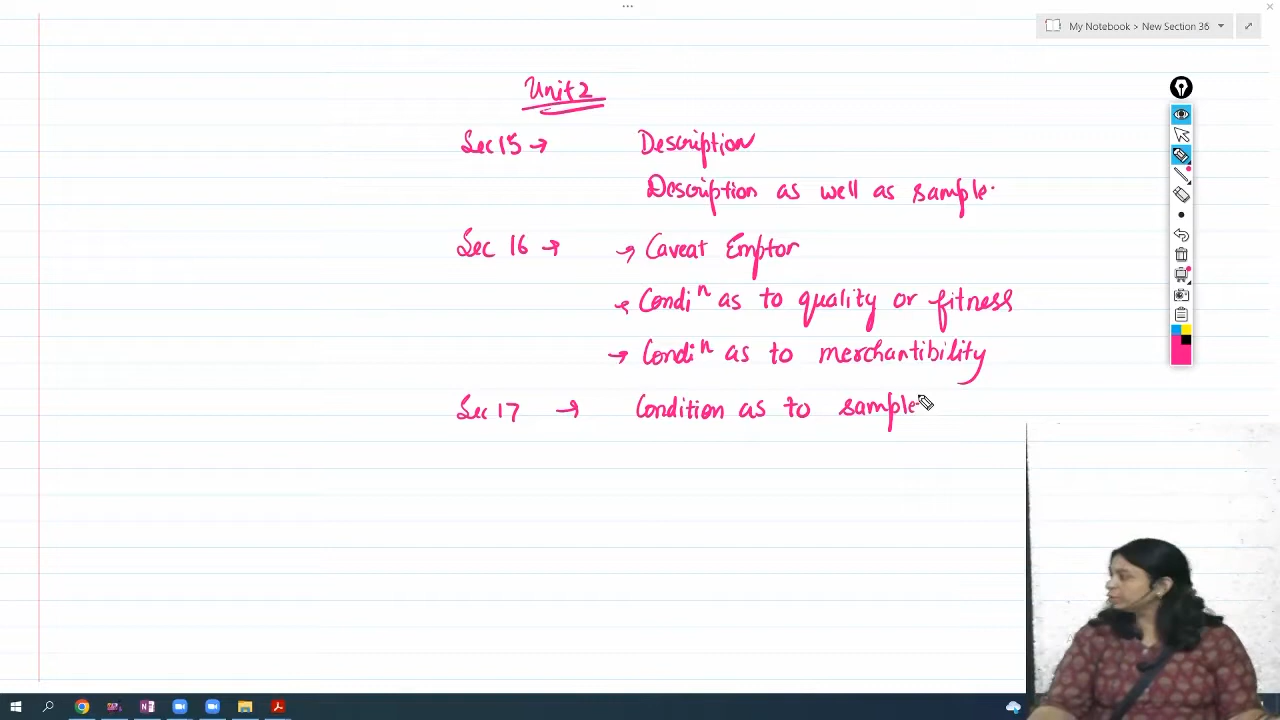 My Notebook > New Section 36
Unit 2
Sec 15 → Description
Description as well as sample.
Sec 16 → → Caveat Emptor
→ Condiⁿ as to quality or fitness
→ Condiⁿ as to merchantibility
Sec 17 → Condition as to sample